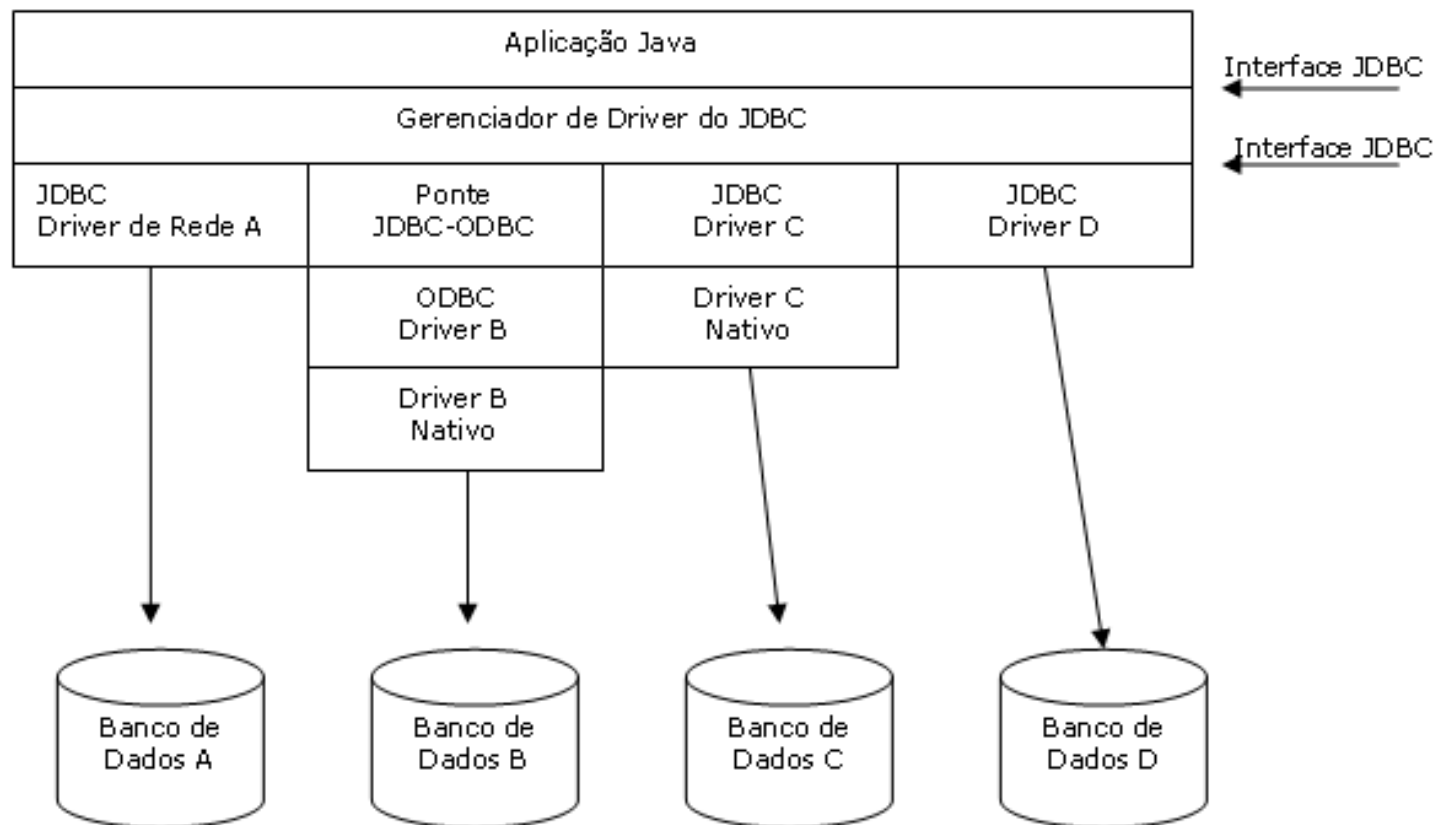 Aplicação Java
Interface JDBC
Gerenciador de Driver do JDBC
Interface JDBC
JDBC
Driver de Rede A
Ponte
JDBC-ODBC
JDBC
Driver C
JDBC
Driver D
ODBC
Driver B
Driver C
Nativo
Driver B
Nativo
Banco de
Dados A
Banco de
Dados B
Banco de
Dados C
Banco de
Dados D